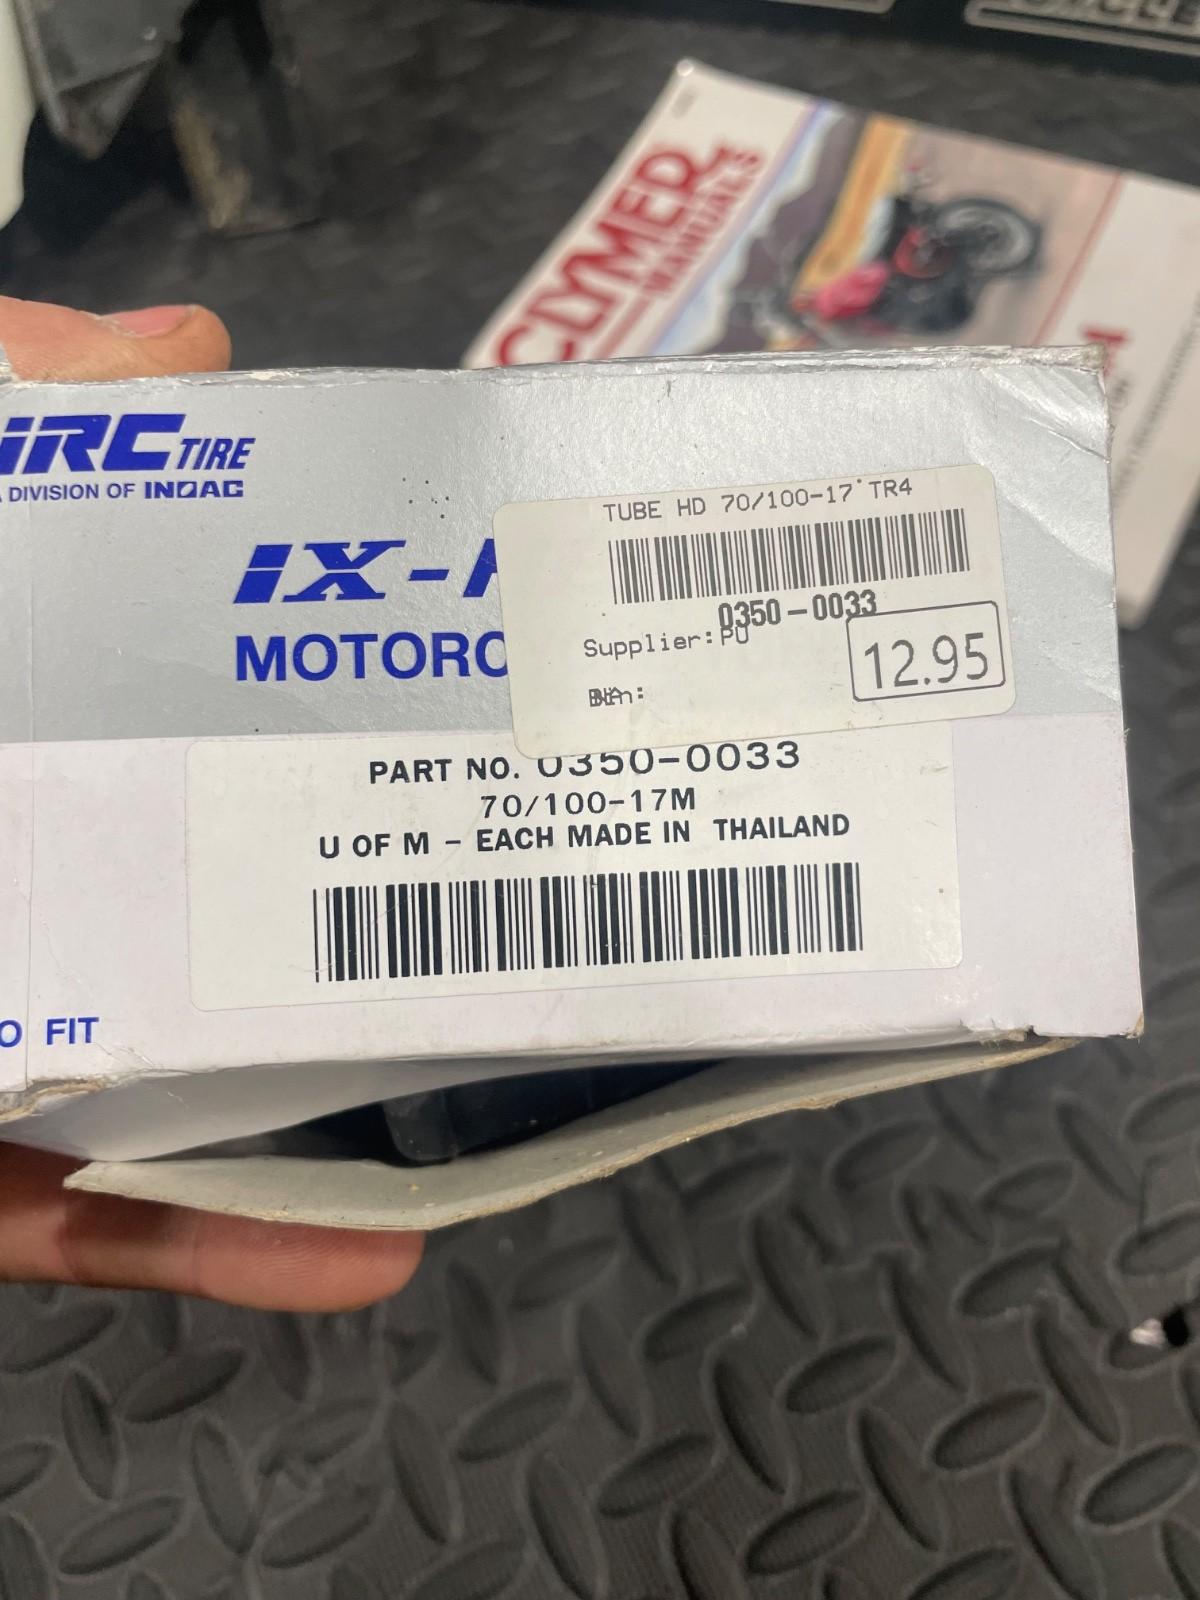 CLYMER
MANUALS
iRC TIRE
A DIVISION OF INOAC
IX-
MOTORC
TUBE HD 70/100-17 TR4
0350-0033
Supplier: PU
12.95
PART NO. 0350-0033
70/100-17M
U OF M - EACH MADE IN THAILAND
O FIT